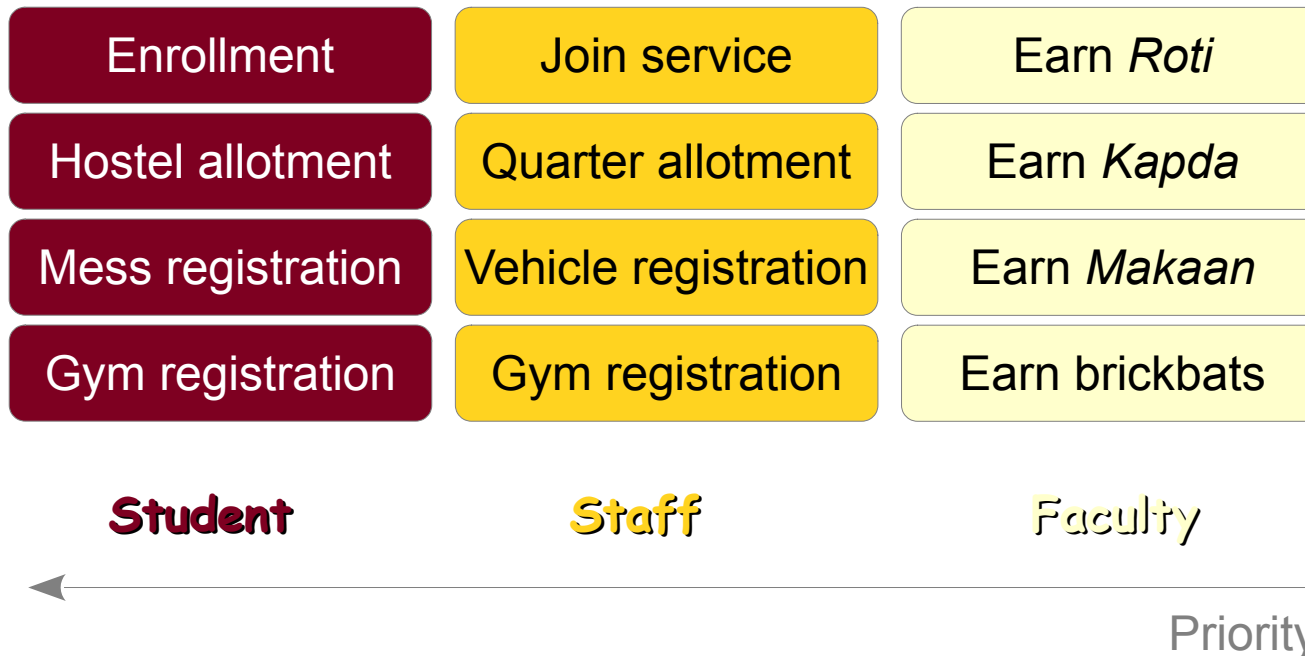 Enrollment
Join service
Earn Roti
Hostel allotment
Quarter allotment
Earn Kapda
Mess registration
Vehicle registration
Earn Makaan
Gym registration
Gym registration
Earn brickbats
Student
Staff
Faculty
Priority